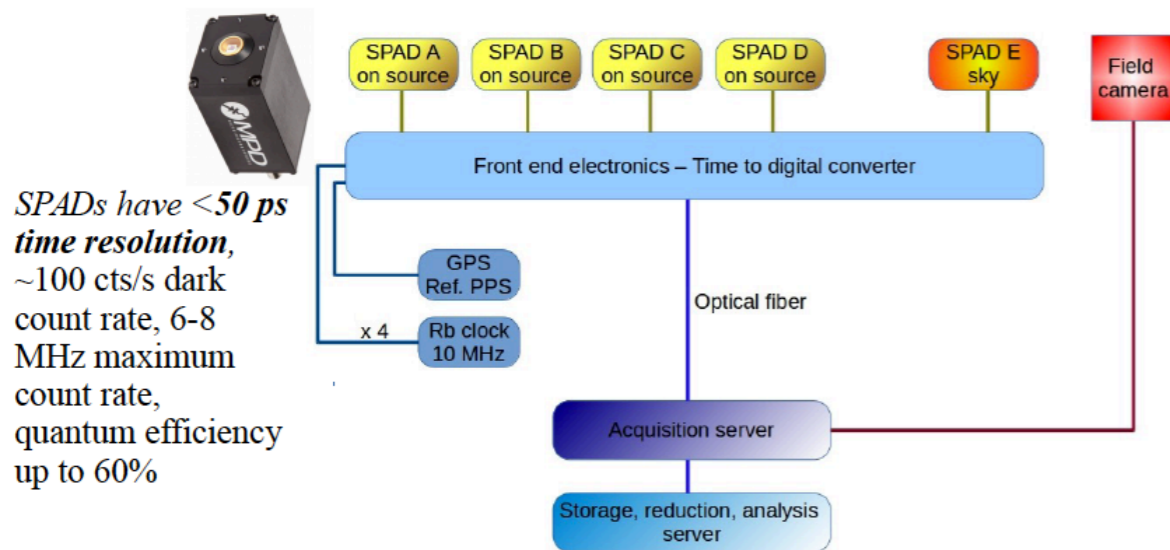 SPAD A
on source
SPAD B
on source
SPAD C
on source
SPAD D
on source
SPAD E
sky
Field
camera
MPD
Front end electronics – Time to digital converter
SPADs have <50 ps
time resolution,
~100 cts/s dark
count rate, 6-8
MHz maximum
count rate,
quantum efficiency
up to 60%
GPS
Ref. PPS
x 4
Rb clock
10 MHz
Optical fiber
Acquisition server
Storage, reduction, analysis
server